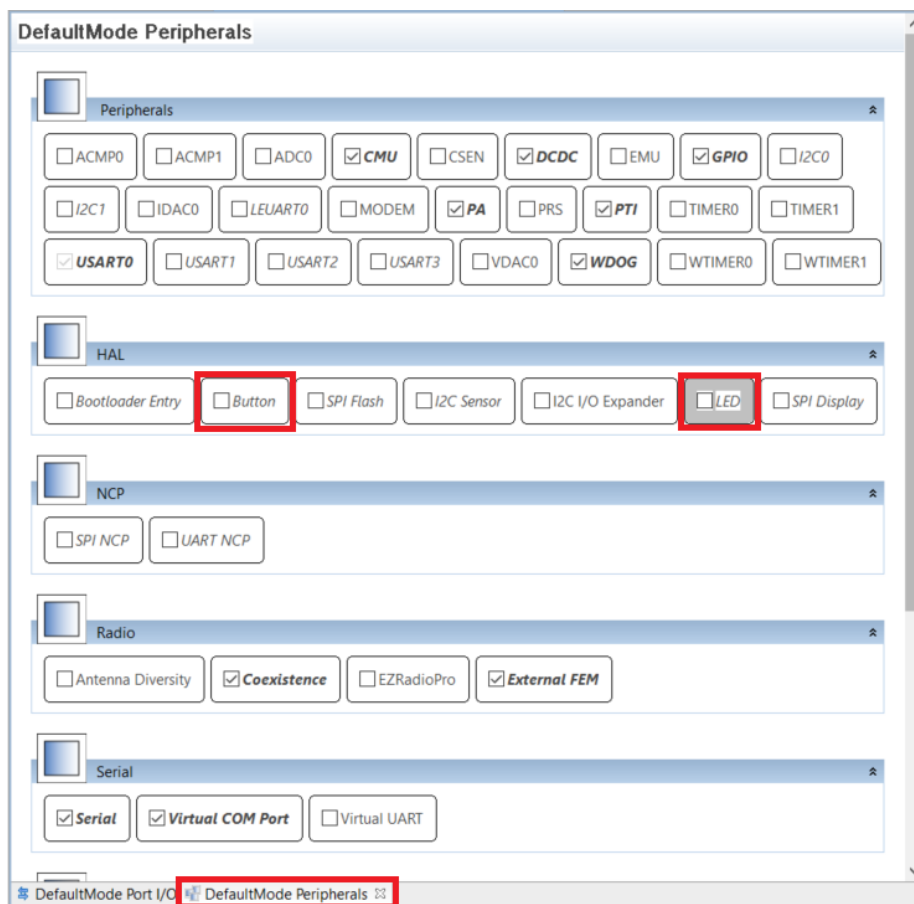 DefaultMode Peripherals
Peripherals
ACMP0 ACMP1 ADC0 CMU CSEN DCDC EMU GPIO I2C0
I2C1 IDAC0 LEUART0 MODEM PA PRS PTI TIMER0 TIMER1
USART0 USART1 USART2 USART3 VDAC0 WDOG WTIMER0 WTIMER1
HAL
Bootloader Entry Button SPI Flash I2C Sensor I2C I/O Expander LED SPI Display
NCP
SPI NCP UART NCP
Radio
Antenna Diversity Coexistence EZRadioPro External FEM
Serial
Serial Virtual COM Port Virtual UART
DefaultMode Port I/O DefaultMode Peripherals